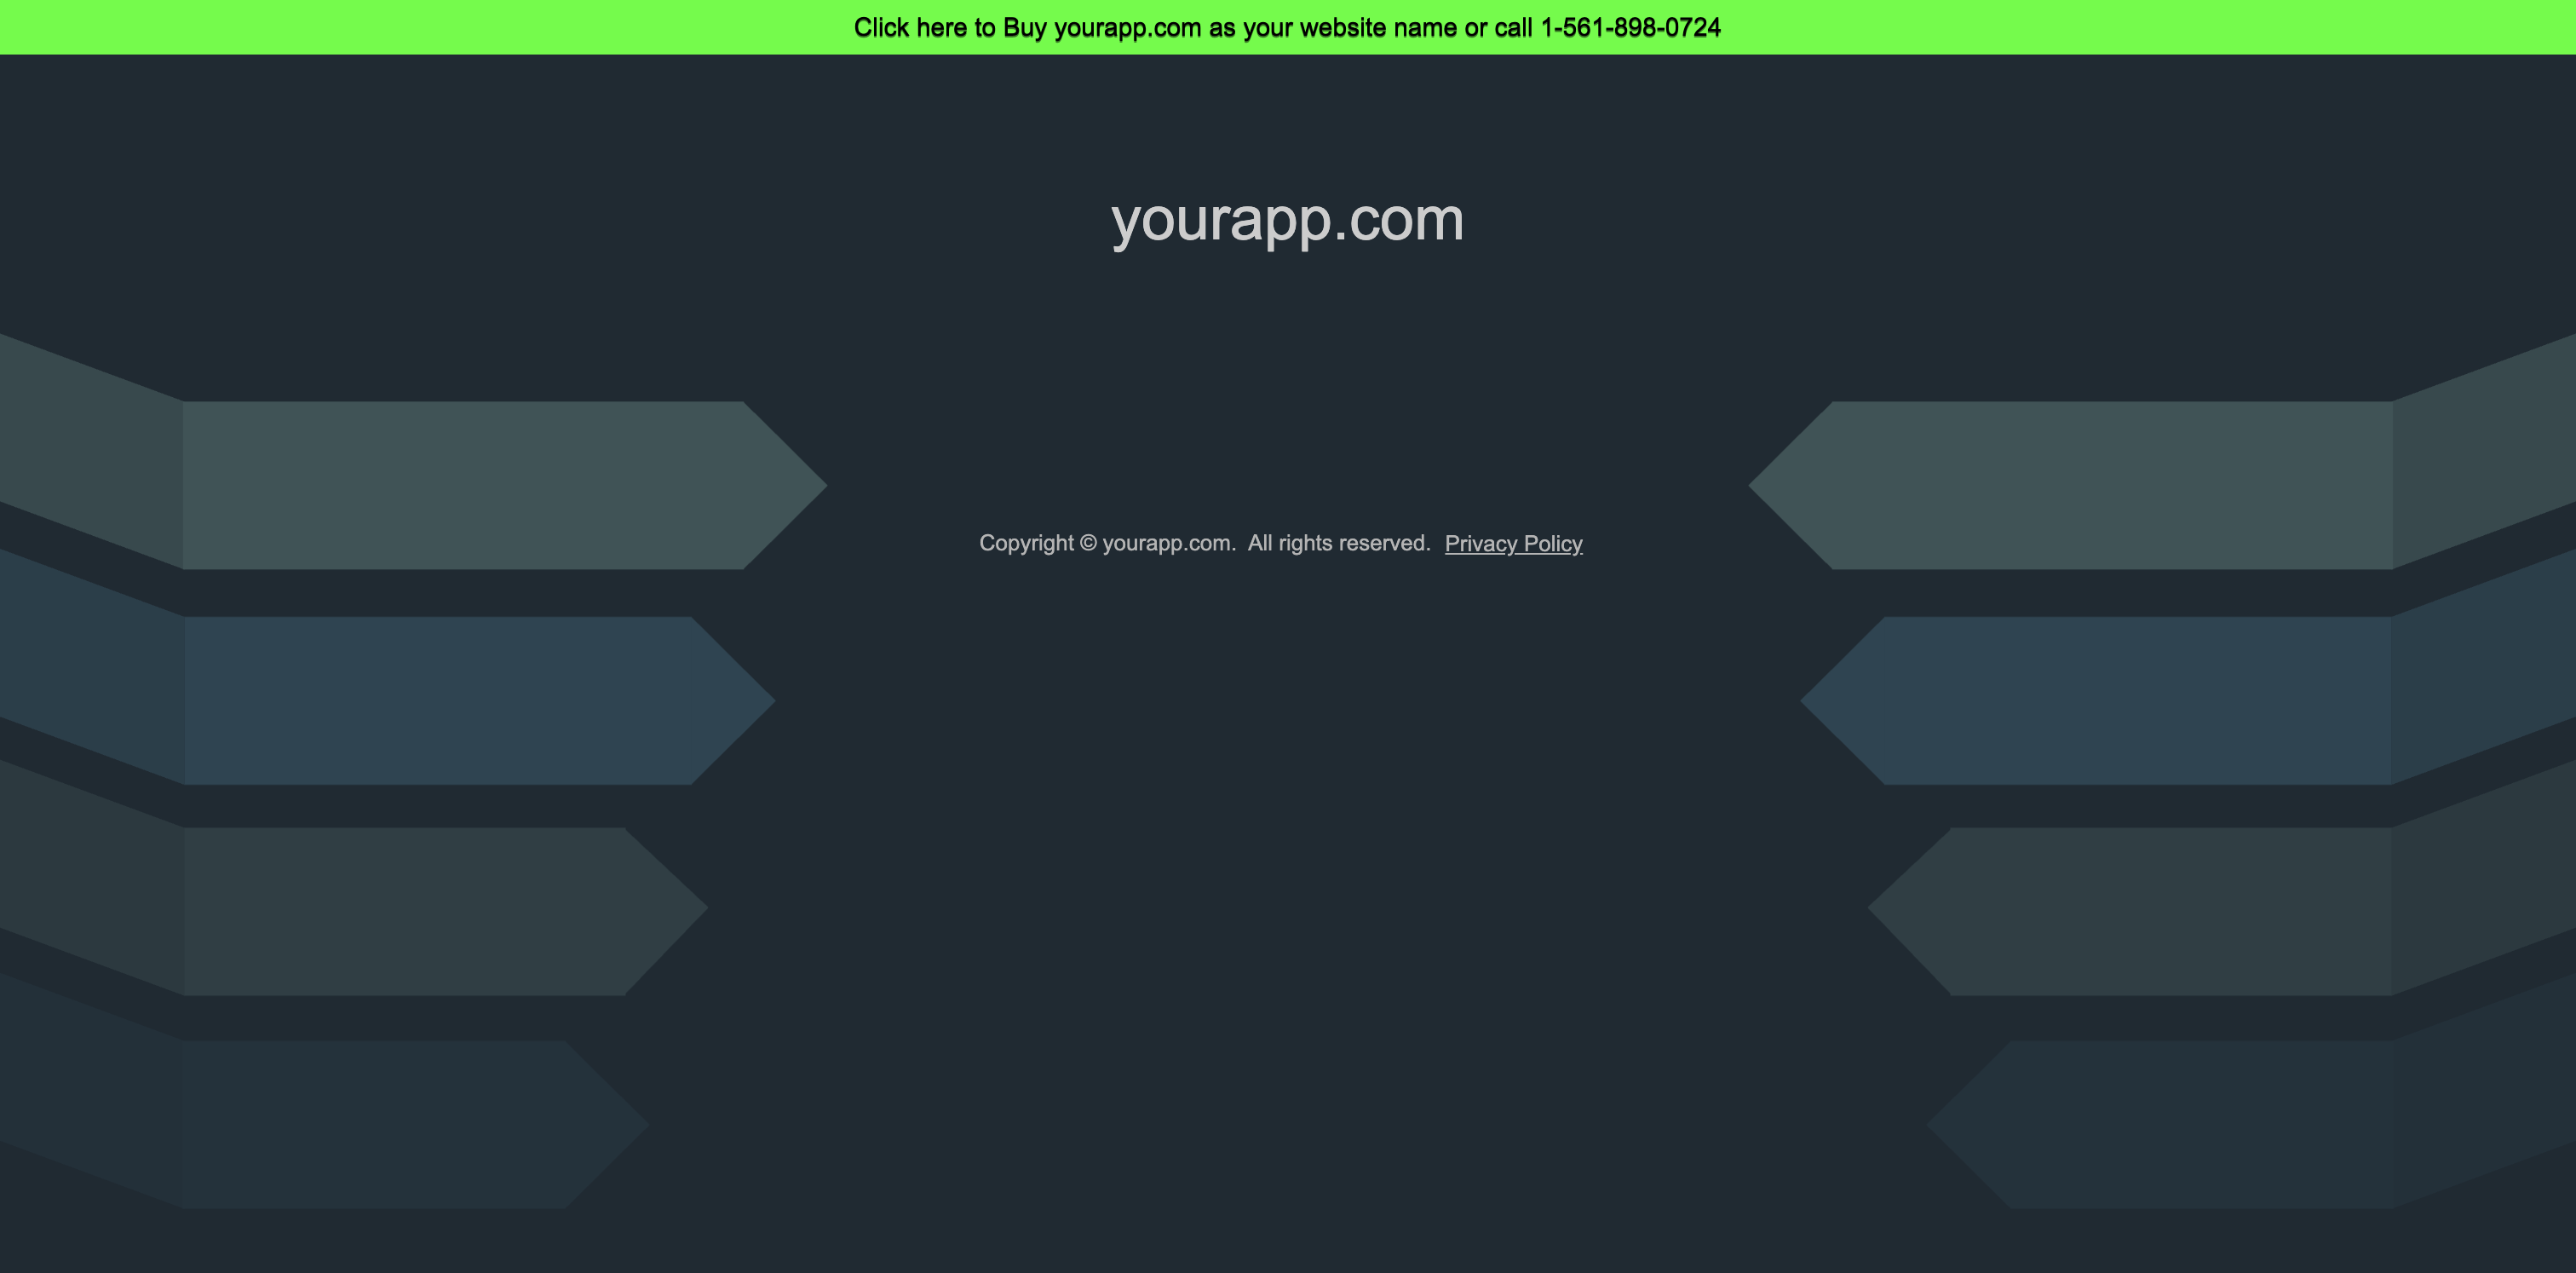 Click here to Buy yourapp.com as your website name or call 1-561-898-0724
yourapp.com
Copyright © yourapp.com. All rights reserved. Privacy Policy